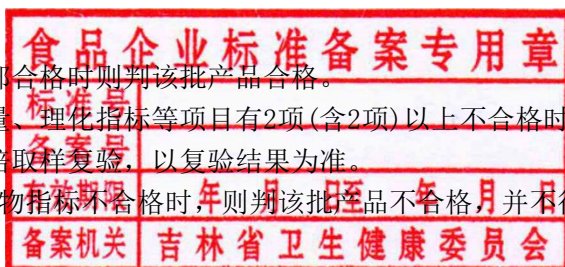 食品企业标准备案专用章
部合格时则判该批产品合格。
标准号
量、理化指标等项目有2项(含2项)以上不合格时
备案号
倍取样复验，以复验结果为准。
有效期限 年 月 日至 年 月 日
物指标不合格时，则判该批产品不合格，并不得
备案机关 吉林省卫生健康委员会